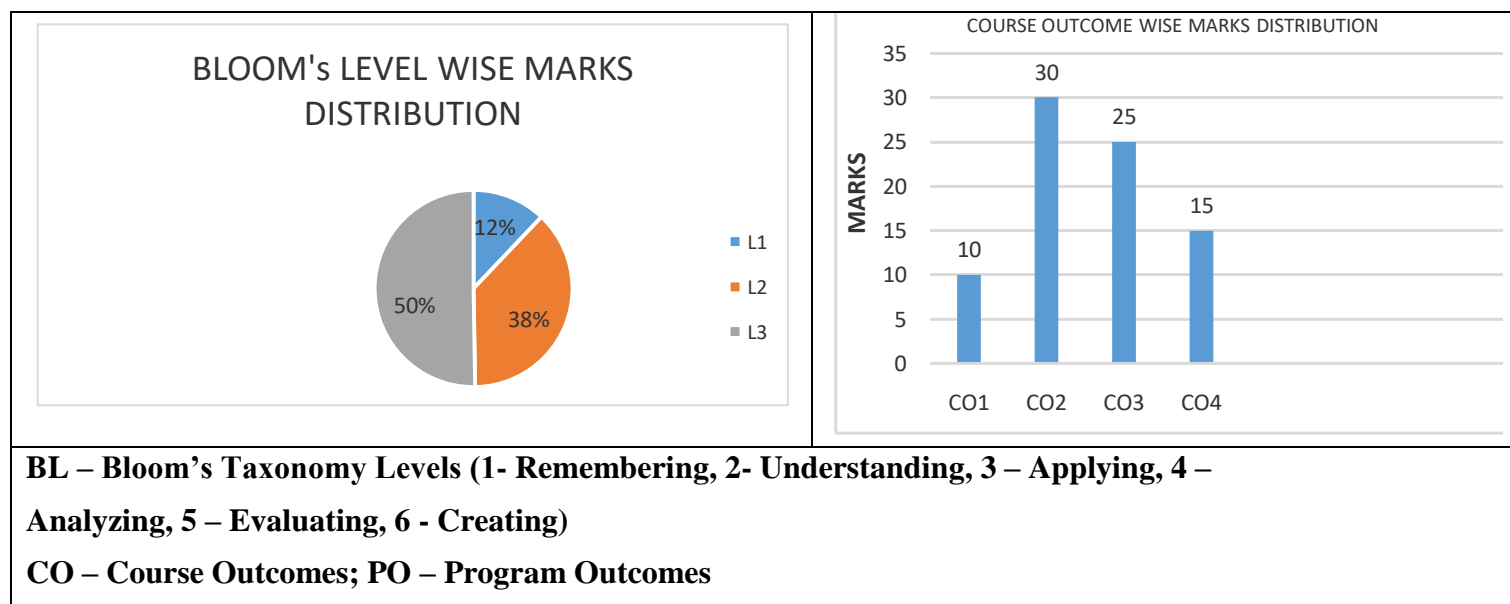 BLOOM's LEVEL WISE MARKS
DISTRIBUTION
12%
38%
50%
L1
L2
L3
COURSE OUTCOME WISE MARKS DISTRIBUTION
MARKS
35
30
25
20
15
10
5
0
10
30
25
15
CO1 CO2 CO3 CO4
BL – Bloom’s Taxonomy Levels (1- Remembering, 2- Understanding, 3 – Applying, 4 –
Analyzing, 5 – Evaluating, 6 - Creating)
CO – Course Outcomes; PO – Program Outcomes